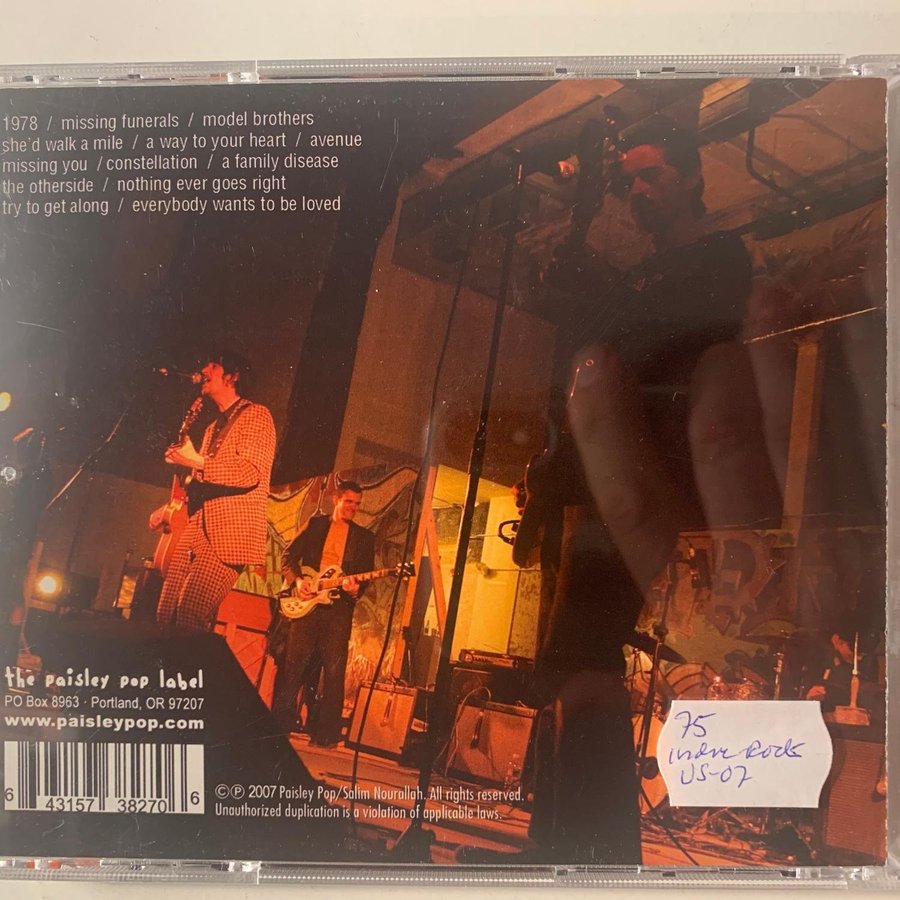 1978 / missing funerals / model brothers
she'd walk a mile / a way to your heart / avenue
missing you / constellation / a family disease
the otherside / nothing ever goes right
try to get along / everybody wants to be loved
the paisley pop label
PO Box 8963 · Portland, OR 97207
www.paisleypop.com
6 43157 38270 6
©℗ 2007 Paisley Pop/Salim Nourallah. All rights reserved.
Unauthorized duplication is a violation of applicable laws.
75
indie-Rock
US-07